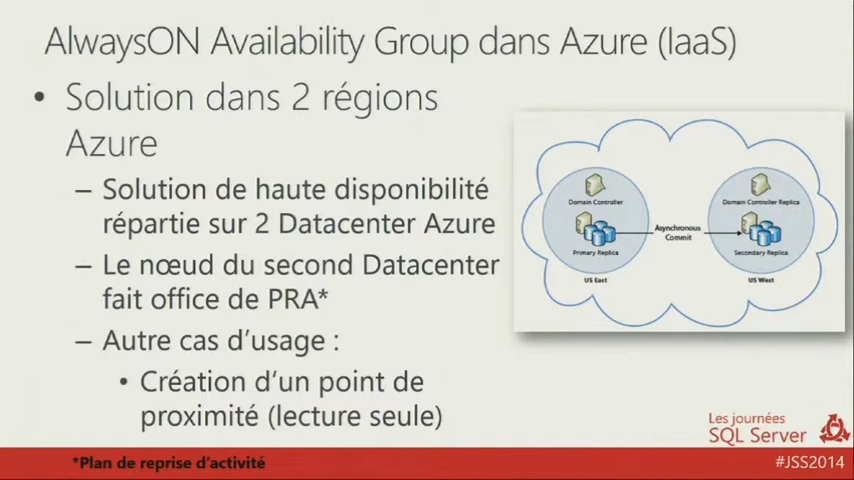 AlwaysON Availability Group dans Azure (IaaS)
• Solution dans 2 régions
Azure
– Solution de haute disponibilité
répartie sur 2 Datacenter Azure
– Le nœud du second Datacenter
fait office de PRA*
– Autre cas d’usage :
• Création d’un point de
proximité (lecture seule)
Domain Controller
Primary Replica
US East
Asynchronous
Commit
Domain Controller Replica
Secondary Replica
US West
Les journées
SQL Server
*Plan de reprise d’activité
#JSS2014